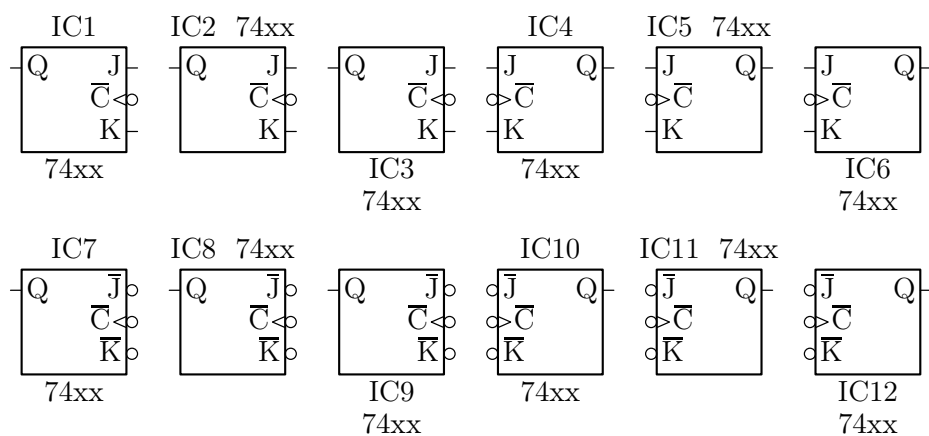 IC1 IC2 74xx IC4 IC5 74xx
Q J Q J Q J J Q J Q J Q
C̅ C̅ C̅ C̅ C̅ C̅
K K K K K K
74xx IC3 74xx IC6
74xx 74xx
IC7 IC8 74xx IC10 IC11 74xx
Q J̅ Q J̅ Q J̅ J̅ Q J̅ Q J̅ Q
C̅ C̅ C̅ C̅ C̅ C̅
K̅ K̅ K̅ K̅ K̅ K̅
74xx IC9 74xx IC12
74xx 74xx